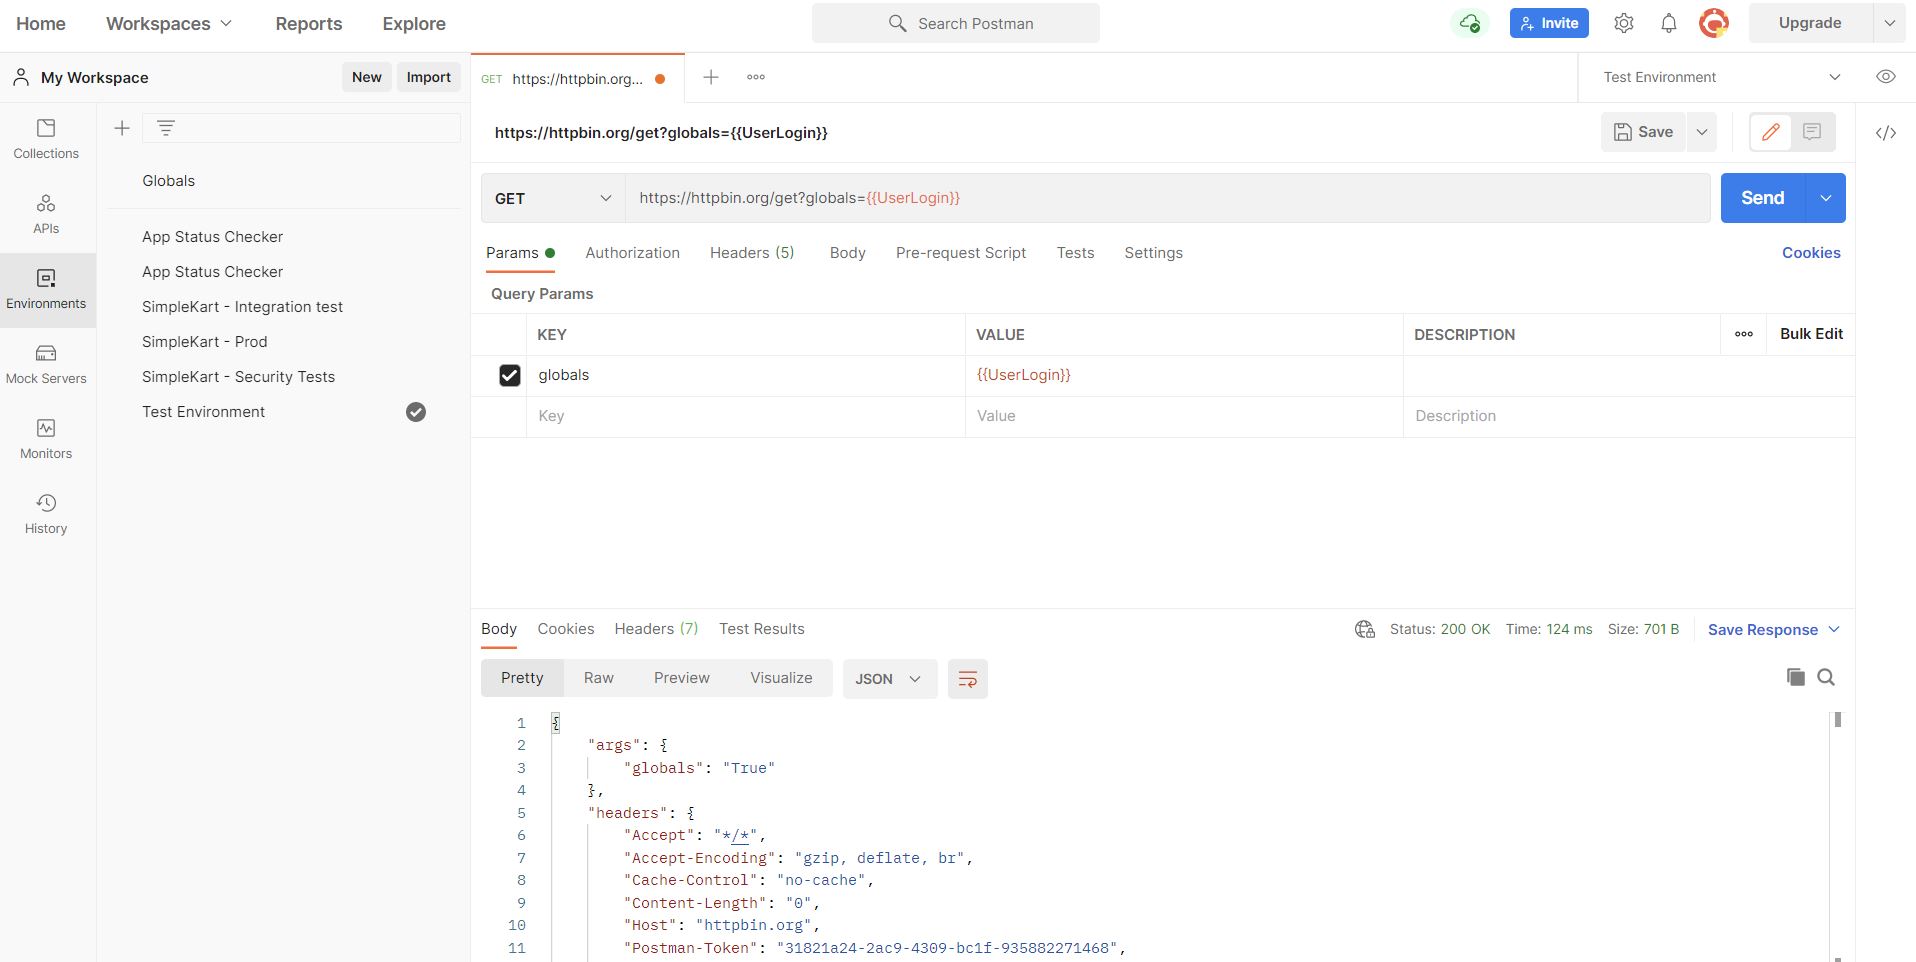 Home Workspaces Reports Explore Search Postman Invite Upgrade
My Workspace New Import GET https://httpbin.org... Test Environment
https://httpbin.org/get?globals={{UserLogin}} Save
Collections
Globals
GET https://httpbin.org/get?globals={{UserLogin}} Send
APIs
App Status Checker
Params Authorization Headers (5) Body Pre-request Script Tests Settings Cookies
App Status Checker
Environments
Query Params
SimpleKart - Integration test
KEY VALUE DESCRIPTION Bulk Edit
SimpleKart - Prod
Mock Servers
SimpleKart - Security Tests
globals {{UserLogin}}
Test Environment
Key Value Description
Monitors
History
Body Cookies Headers (7) Test Results Status: 200 OK Time: 124 ms Size: 701 B Save Response
Pretty Raw Preview Visualize JSON
1 {
2 "args": {
3 "globals": "True"
4 },
5 "headers": {
6 "Accept": "*/*",
7 "Accept-Encoding": "gzip, deflate, br",
8 "Cache-Control": "no-cache",
9 "Content-Length": "0",
10 "Host": "httpbin.org",
11 "Postman-Token": "31821a24-2ac9-4309-bc1f-935882271468",